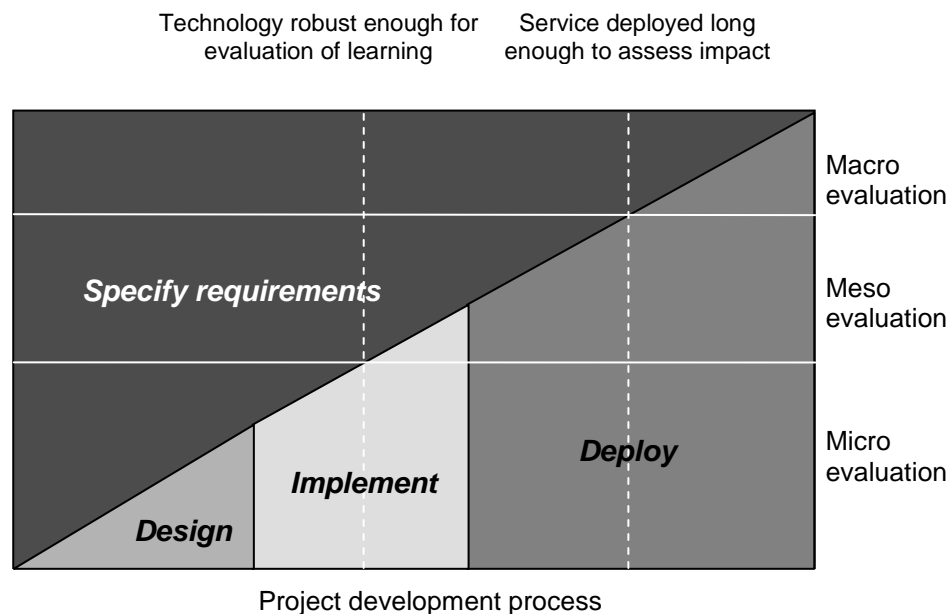 Technology robust enough for
evaluation of learning
Service deployed long
enough to assess impact
Macro
evaluation
Specify requirements
Meso
evaluation
Micro
evaluation
Deploy
Implement
Design
Project development process